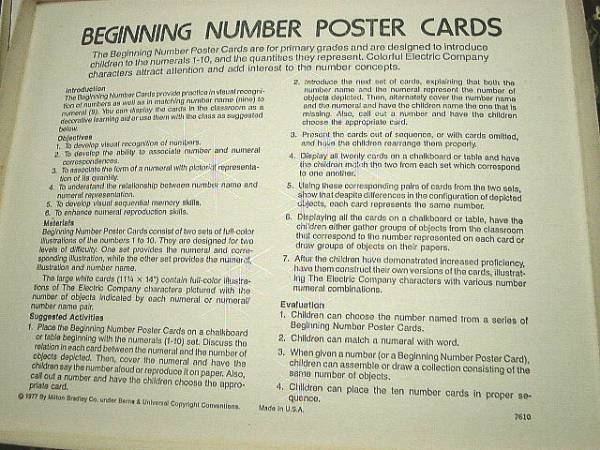 BEGINNING NUMBER POSTER CARDS
The Beginning Number Poster Cards are for primary grades and are designed to introduce
children to the numerals 1-10, and the quantities they represent. Colorful Electric Company
characters attract attention and add interest to the number concepts.
Introduction
The Beginning Number Cards provide practice in visual recogni-
tion of numbers as well as in matching number name (nine) to
numeral (9). You can display the cards in the classroom as a
decorative learning aid or use them with the class as suggested
below.
Objectives
1. To develop visual recognition of numbers.
2. To develop the ability to associate number and numeral
correspondences.
3. To associate the form of a numeral with pictorial representa-
tion of its quantity.
4. To understand the relationship between number name and
numeral representation.
5. To develop visual sequential memory skills.
6. To enhance numeral reproduction skills.
Materials
Beginning Number Poster Cards consist of two sets of full-color
illustrations of the numbers 1 to 10. They are designed for two
levels of difficulty. One set provides the numeral and corre-
sponding illustration, while the other set provides the numeral,
illustration and number name.
The large white cards (11¼ × 14") contain full-color illustra-
tions of The Electric Company characters pictured with the
number of objects indicated by each numeral or numeral/
number name pair.
Suggested Activities
1. Place the Beginning Number Poster Cards on a chalkboard
or table beginning with the numerals (1-10) set. Discuss the
relation in each card between the numeral and the number of
objects depicted. Then, cover the numeral and have the
children say the number aloud or reproduce it on paper. Also,
call out a number and have the children choose the appro-
priate card.
2. Introduce the next set of cards, explaining that both the
number name and the numeral represent the number of
objects depicted. Then, alternately cover the number name
and the numeral and have the children name the one that is
missing. Also, call out a number and have the children
choose the appropriate card.
3. Present the cards out of sequence, or with cards omitted,
and have the children rearrange them properly.
4. Display all twenty cards on a chalkboard or table and have
the children match the two from each set which correspond
to one another.
5. Using these corresponding pairs of cards from the two sets,
show that despite differences in the configuration of depicted
objects, each card represents the same number.
6. Displaying all the cards on a chalkboard or table, have the
children either gather groups of objects from the classroom
that correspond to the number represented on each card or
draw groups of objects on their papers.
7. After the children have demonstrated increased proficiency,
have them construct their own versions of the cards, illustrat-
ing The Electric Company characters with various number
numeral combinations.
Evaluation
1. Children can choose the number named from a series of
Beginning Number Poster Cards.
2. Children can match a numeral with word.
3. When given a number (or a Beginning Number Poster Card),
children can assemble or draw a collection consisting of the
same number of objects.
4. Children can place the ten number cards in proper se-
quence.
© 1977 By Milton Bradley Co. under Berne & Universal Copyright Conventions.
Made in U.S.A.
7610